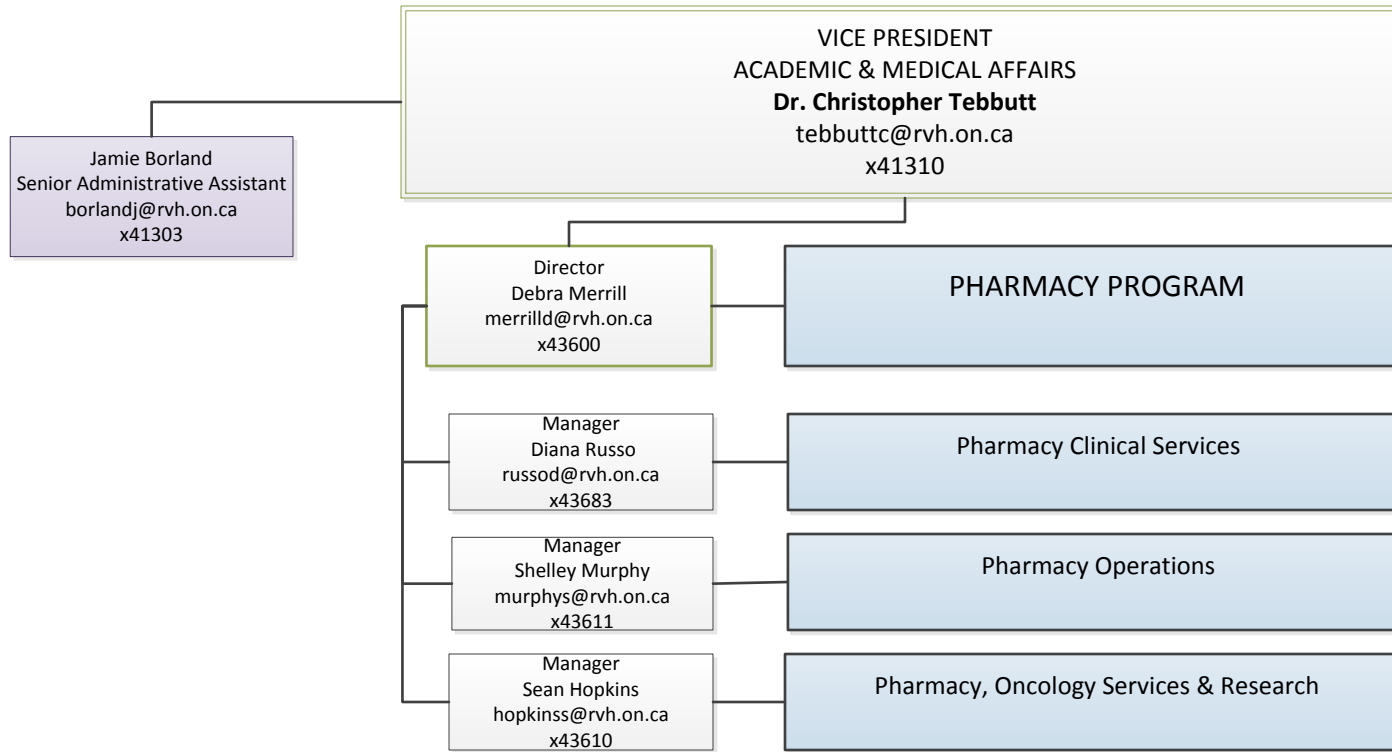 VICE PRESIDENT
ACADEMIC & MEDICAL AFFAIRS
Dr. Christopher Tebbutt
tebbuttc@rvh.on.ca
x41310
Jamie Borland
Senior Administrative Assistant
borlandj@rvh.on.ca
x41303
Director
Debra Merrill
merrilld@rvh.on.ca
x43600
PHARMACY PROGRAM
Manager
Diana Russo
russod@rvh.on.ca
x43683
Pharmacy Clinical Services
Manager
Shelley Murphy
murphys@rvh.on.ca
x43611
Pharmacy Operations
Manager
Sean Hopkins
hopkinss@rvh.on.ca
x43610
Pharmacy, Oncology Services & Research